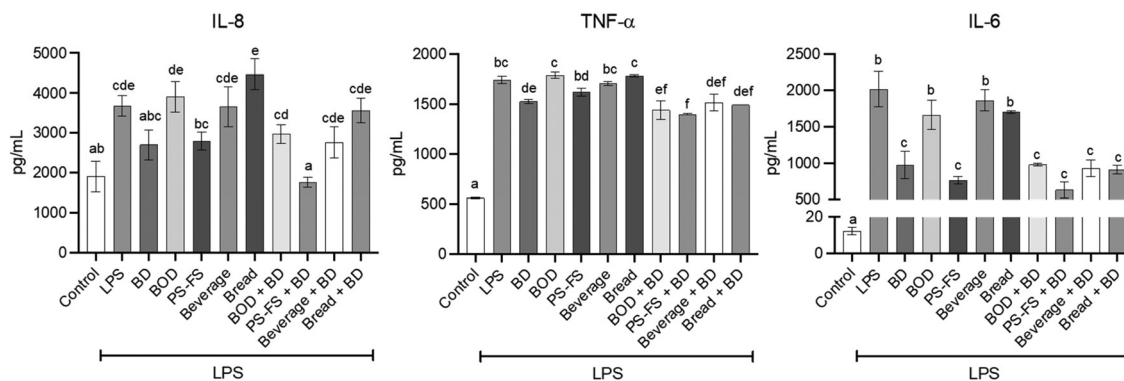 IL-8
pg/mL
5000
4000
3000
2000
1000
0
ab
cde
abc
de
bc
cde
e
cd
a
cde
cde
Control
LPS
BD
BOD
PS-FS
Beverage
Bread
BOD + BD
PS-FS + BD
Beverage + BD
Bread + BD
LPS
TNF-α
pg/mL
2000
1500
1000
500
0
a
bc
de
c
bd
bc
c
ef
f
def
def
Control
LPS
BD
BOD
PS-FS
Beverage
Bread
BOD + BD
PS-FS + BD
Beverage + BD
Bread + BD
LPS
IL-6
pg/mL
2500
2000
1500
1000
500
20
0
a
b
c
b
c
b
b
c
c
c
c
Control
LPS
BD
BOD
PS-FS
Beverage
Bread
BOD + BD
PS-FS + BD
Beverage + BD
Bread + BD
LPS